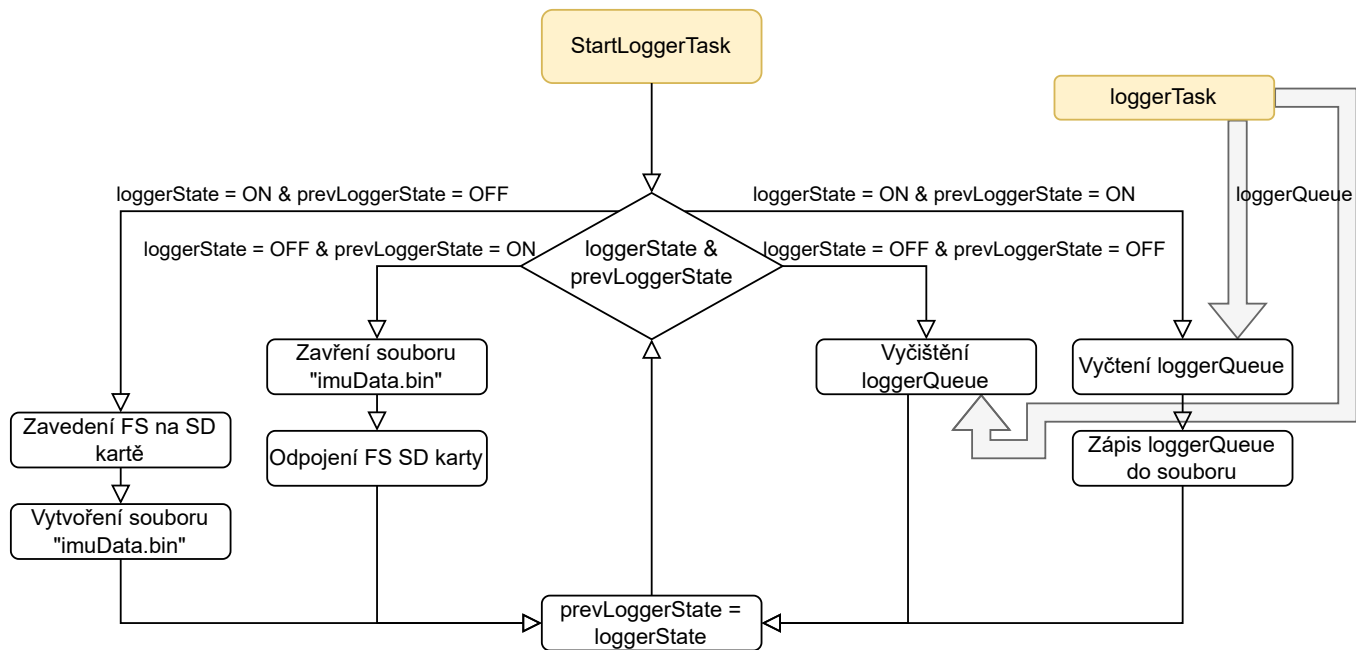 StartLoggerTask
loggerTask
loggerState = ON & prevLoggerState = OFF
loggerState = ON & prevLoggerState = ON
loggerQueue
loggerState = OFF & prevLoggerState = ON
loggerState &
prevLoggerState
loggerState = OFF & prevLoggerState = OFF
Zavření souboru
"imuData.bin"
Vyčištění
loggerQueue
Vyčtení loggerQueue
Zavedení FS na SD
kartě
Odpojení FS SD karty
Zápis loggerQueue
do souboru
Vytvoření souboru
"imuData.bin"
prevLoggerState =
loggerState